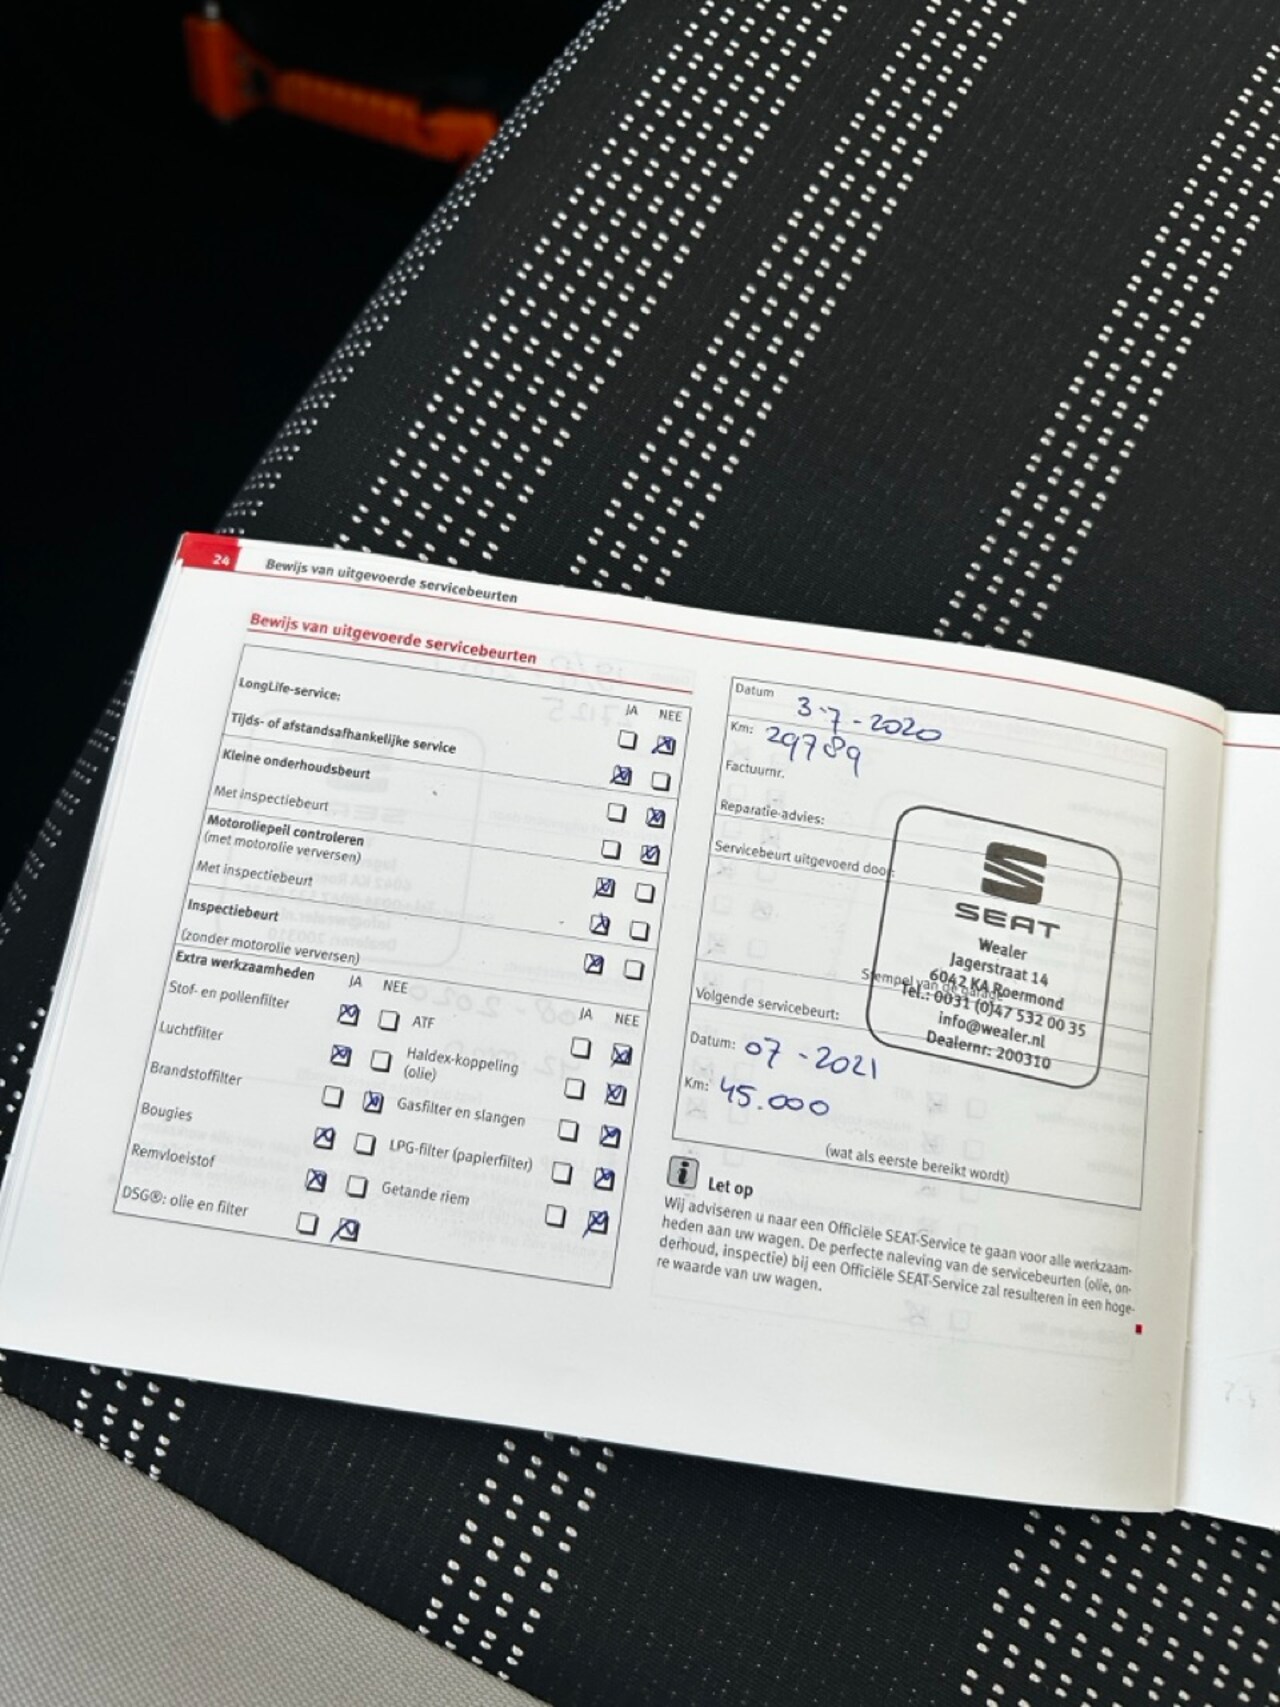 24 Bewijs van uitgevoerde servicebeurten
Bewijs van uitgevoerde servicebeurten
JA NEE
LongLife-service:
Tijds- of afstandsafhankelijke service
Kleine onderhoudsbeurt
Met inspectiebeurt
Motoroliepeil controleren
(met motorolie verversen)
Met inspectiebeurt
Inspectiebeurt
(zonder motorolie verversen)
Extra werkzaamheden
JA NEE
JA NEE
Stof- en pollenfilter
ATF
Luchtfilter
Haldex-koppeling
(olie)
Brandstoffilter
Gasfilter en slangen
Bougies
LPG-filter (papierfilter)
Remvloeistof
Getande riem
DSG®: olie en filter
Datum 3-7-2020
Km: 29789
Factuurnr.
Reparatie-advies:
Servicebeurt uitgevoerd door:
SEAT
Wealer
Jagerstraat 14
6042 KA Roermond
Stempel van de garage
Tel.: 0031 (0)47 532 00 35
info@wealer.nl
Dealernr: 200310
Volgende servicebeurt:
Datum: 07-2021
Km: 45.000
(wat als eerste bereikt wordt)
i Let op
Wij adviseren u naar een Officiële SEAT-Service te gaan voor alle werkzaam-
heden aan uw wagen. De perfecte naleving van de servicebeurten (olie, on-
derhoud, inspectie) bij een Officiële SEAT-Service zal resulteren in een hoge-
re waarde van uw wagen.